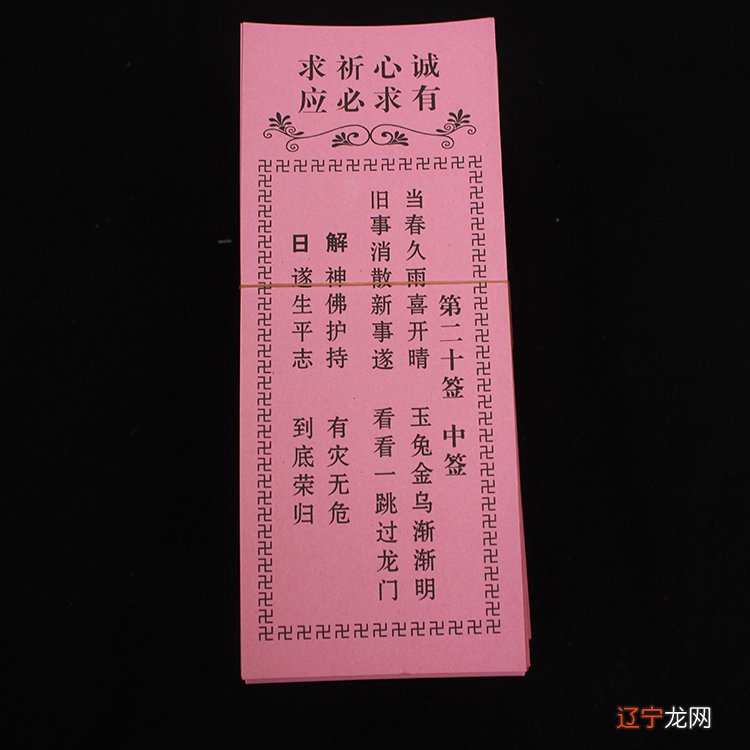 诚心祈求
有求必应
第二十签 中签
当春久雨喜开晴 玉兔金乌渐渐明
旧事消散新事遂 看看一跳过龙门
解 神佛护持 有灾无危
日 遂生平志 到底荣归
辽宁龙网